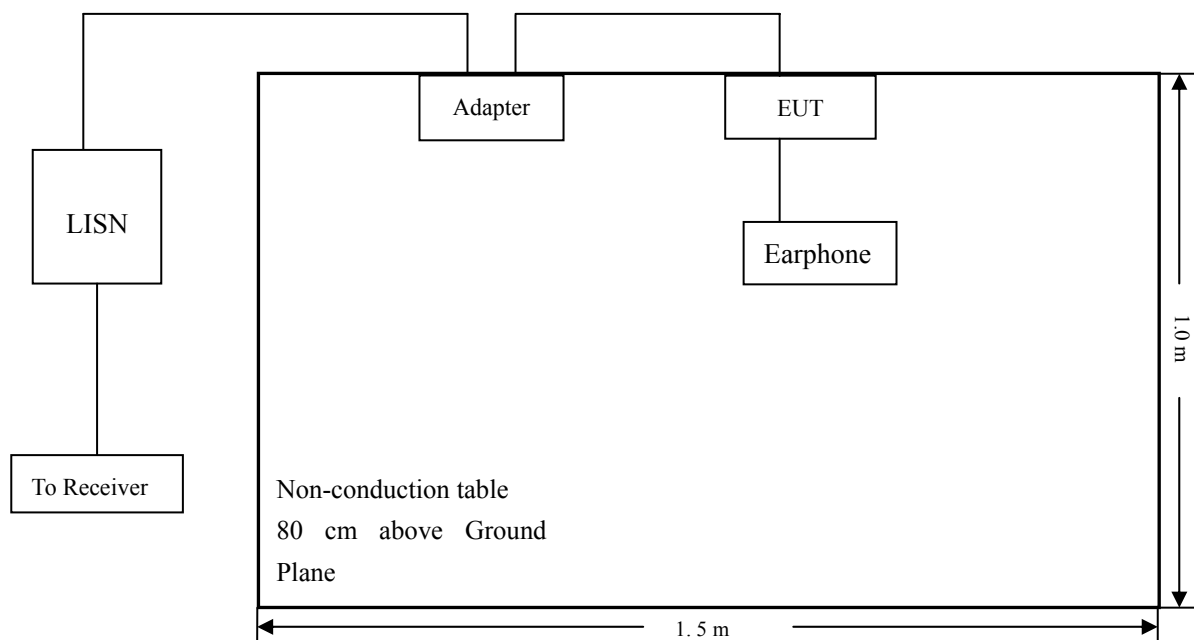 Adapter
EUT
LISN
Earphone
1.0 m
To Receiver
Non-conduction table
80 cm above Ground
Plane
1. 5 m